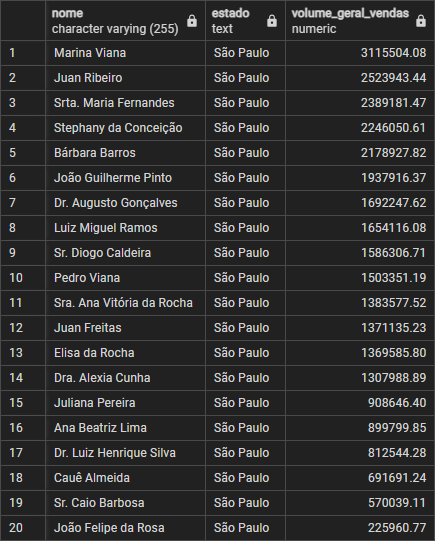 nome estado volume_geral_vendas
character varying (255) text numeric
1 Marina Viana São Paulo 3115504.08
2 Juan Ribeiro São Paulo 2523943.44
3 Srta. Maria Fernandes São Paulo 2389181.47
4 Stephany da Conceição São Paulo 2246050.61
5 Bárbara Barros São Paulo 2178927.82
6 João Guilherme Pinto São Paulo 1937916.37
7 Dr. Augusto Gonçalves São Paulo 1692247.62
8 Luiz Miguel Ramos São Paulo 1654116.08
9 Sr. Diogo Caldeira São Paulo 1586306.71
10 Pedro Viana São Paulo 1503351.19
11 Sra. Ana Vitória da Rocha São Paulo 1383577.52
12 Juan Freitas São Paulo 1371135.23
13 Elisa da Rocha São Paulo 1369585.80
14 Dra. Alexia Cunha São Paulo 1307988.89
15 Juliana Pereira São Paulo 908646.40
16 Ana Beatriz Lima São Paulo 899799.85
17 Dr. Luiz Henrique Silva São Paulo 812544.28
18 Cauê Almeida São Paulo 691691.24
19 Sr. Caio Barbosa São Paulo 570039.11
20 João Felipe da Rosa São Paulo 225960.77